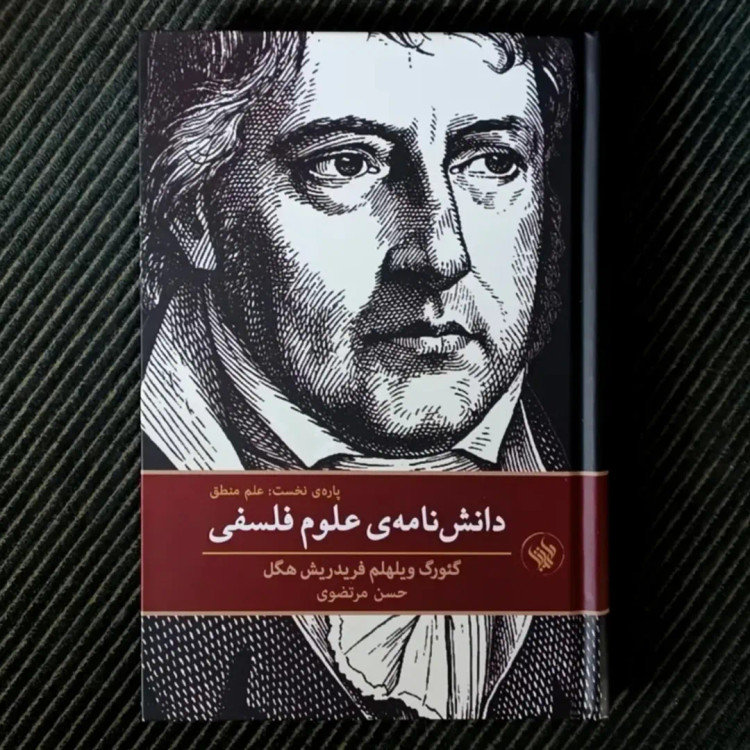 پاره‌ی نخست: علم منطق
دانش‌نامه‌ی علوم فلسفی
گئورگ ویلهلم فریدریش هگل
حسن مرتضوی